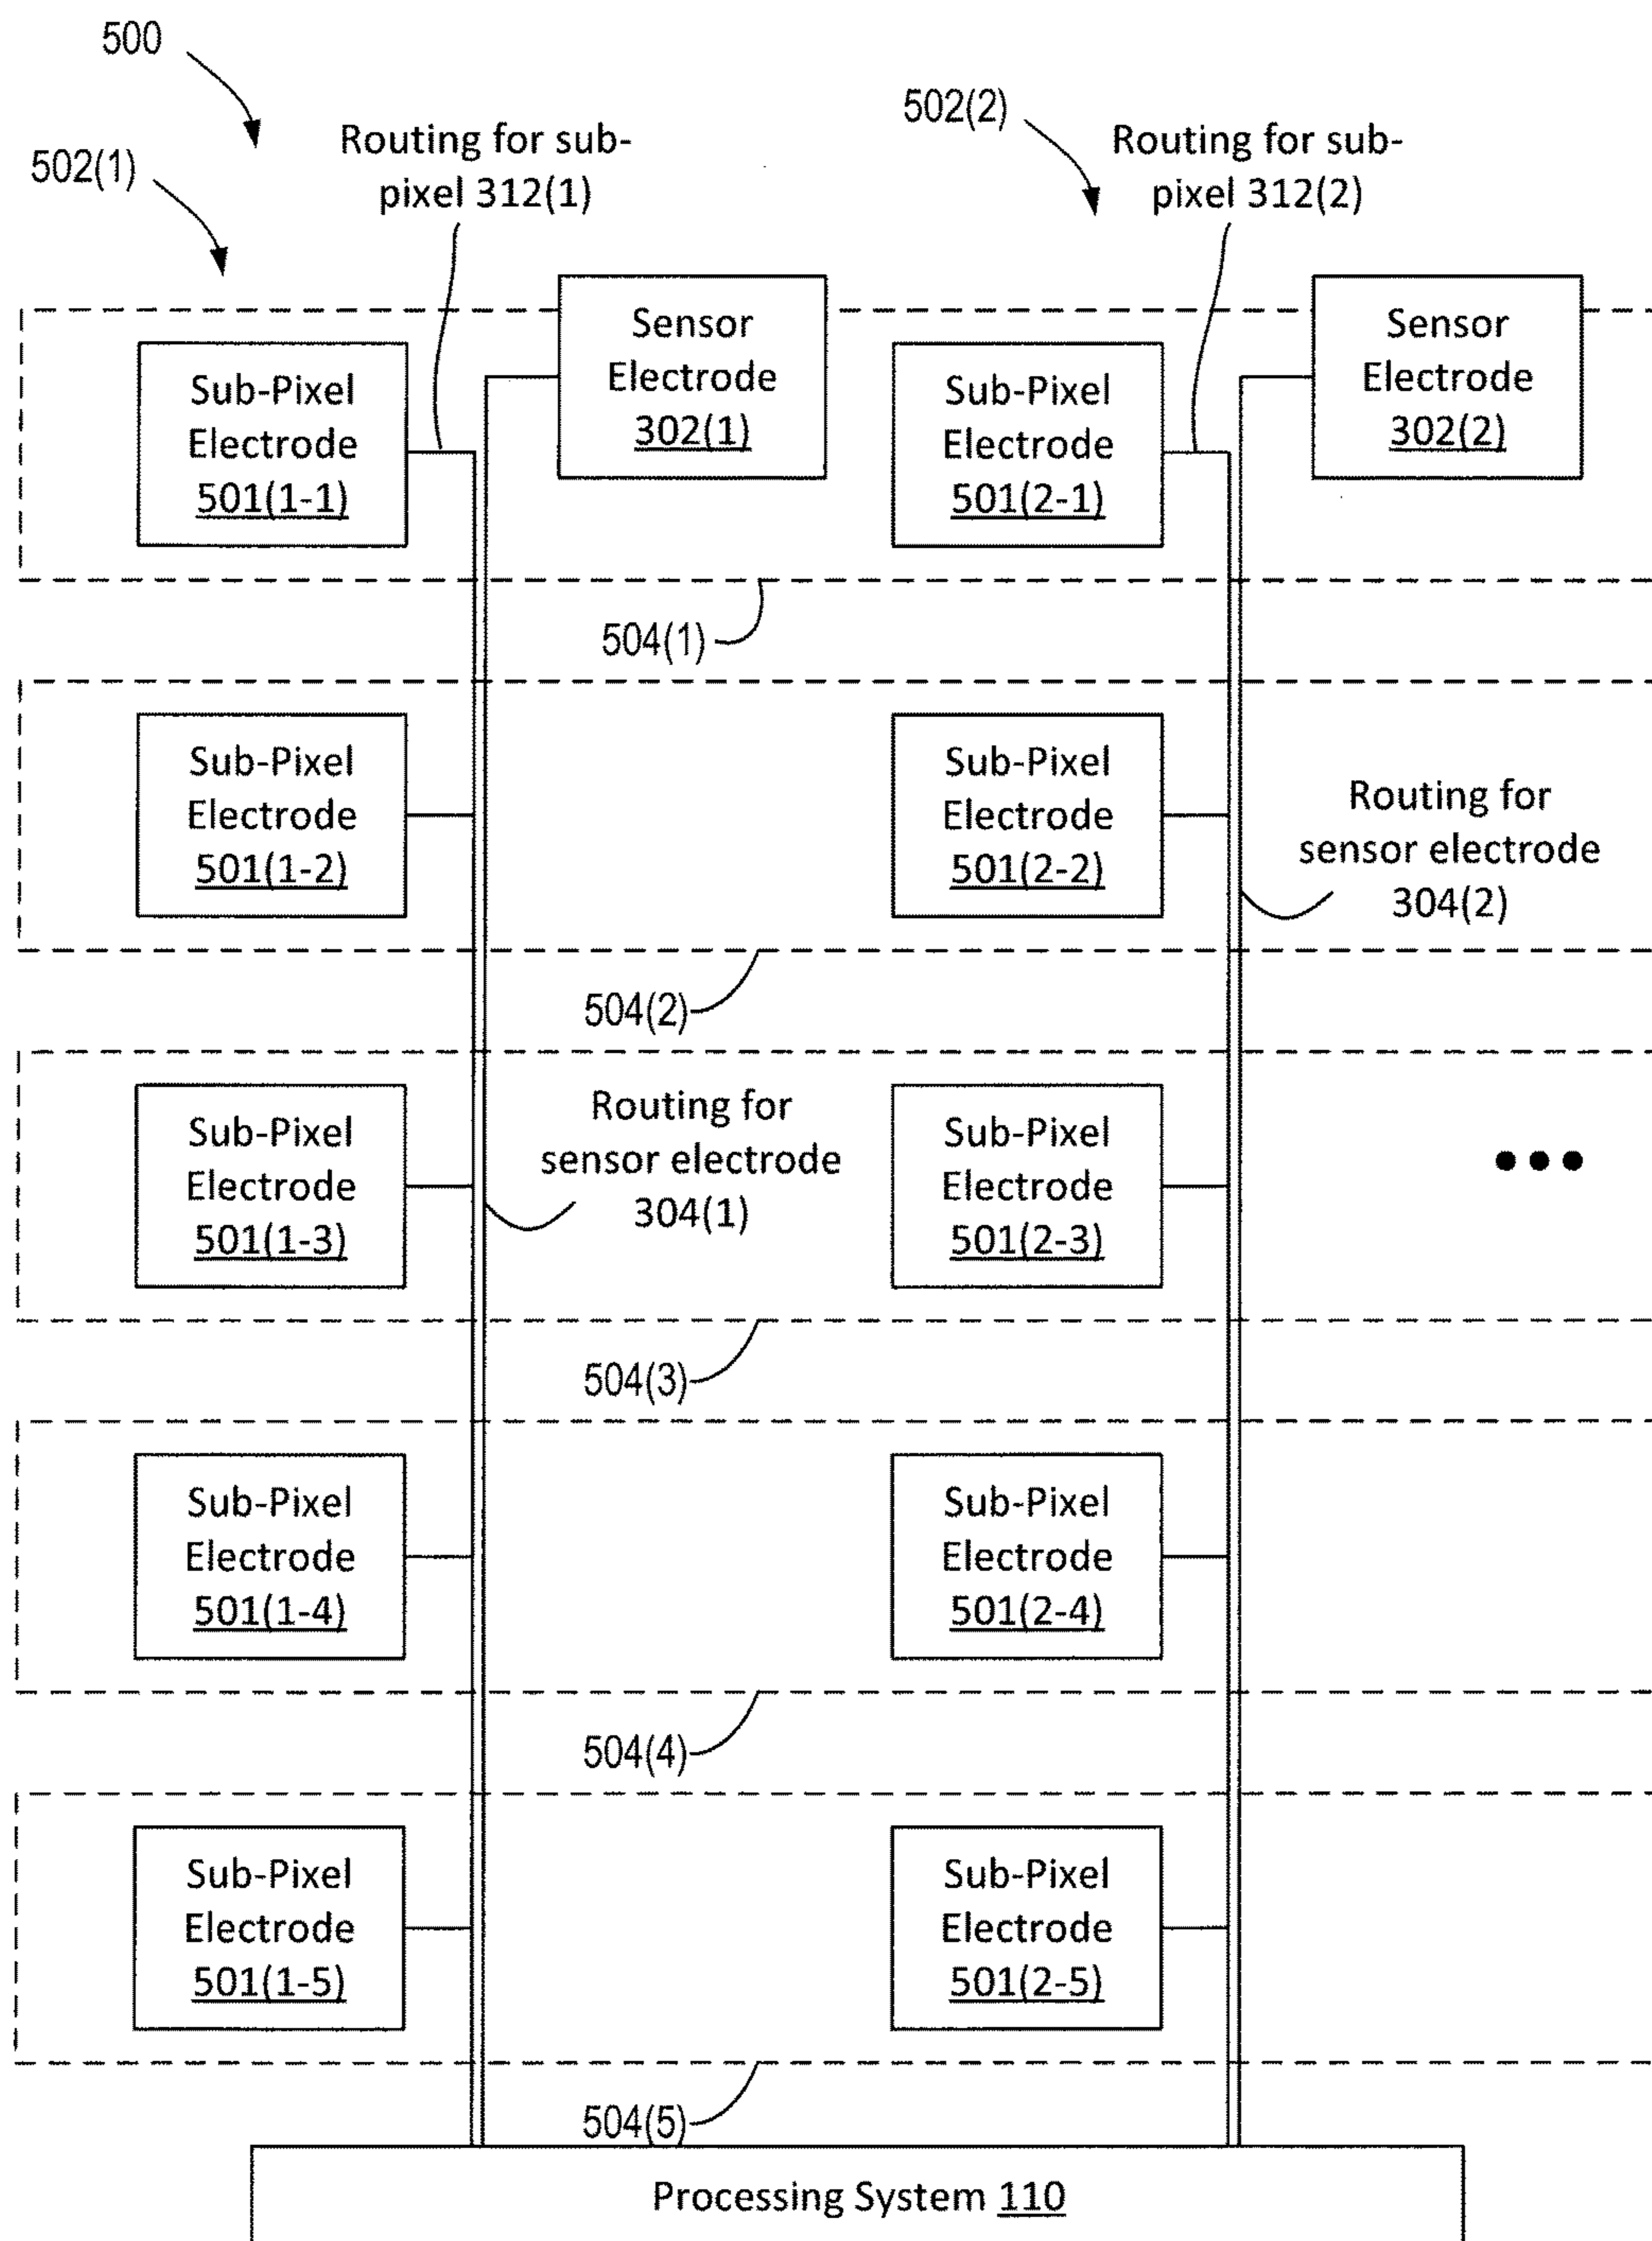 500
502(1)
Routing for sub-
pixel 312(1)
502(2)
Routing for sub-
pixel 312(2)
Sensor
Electrode
302(1)
Sensor
Electrode
302(2)
Sub-Pixel
Electrode
501(1-1)
Sub-Pixel
Electrode
501(2-1)
504(1)
Sub-Pixel
Electrode
501(1-2)
Sub-Pixel
Electrode
501(2-2)
Routing for
sensor electrode
304(2)
504(2)
Sub-Pixel
Electrode
501(1-3)
Routing for
sensor electrode
304(1)
Sub-Pixel
Electrode
501(2-3)
504(3)
Sub-Pixel
Electrode
501(1-4)
Sub-Pixel
Electrode
501(2-4)
504(4)
Sub-Pixel
Electrode
501(1-5)
Sub-Pixel
Electrode
501(2-5)
504(5)
Processing System 110